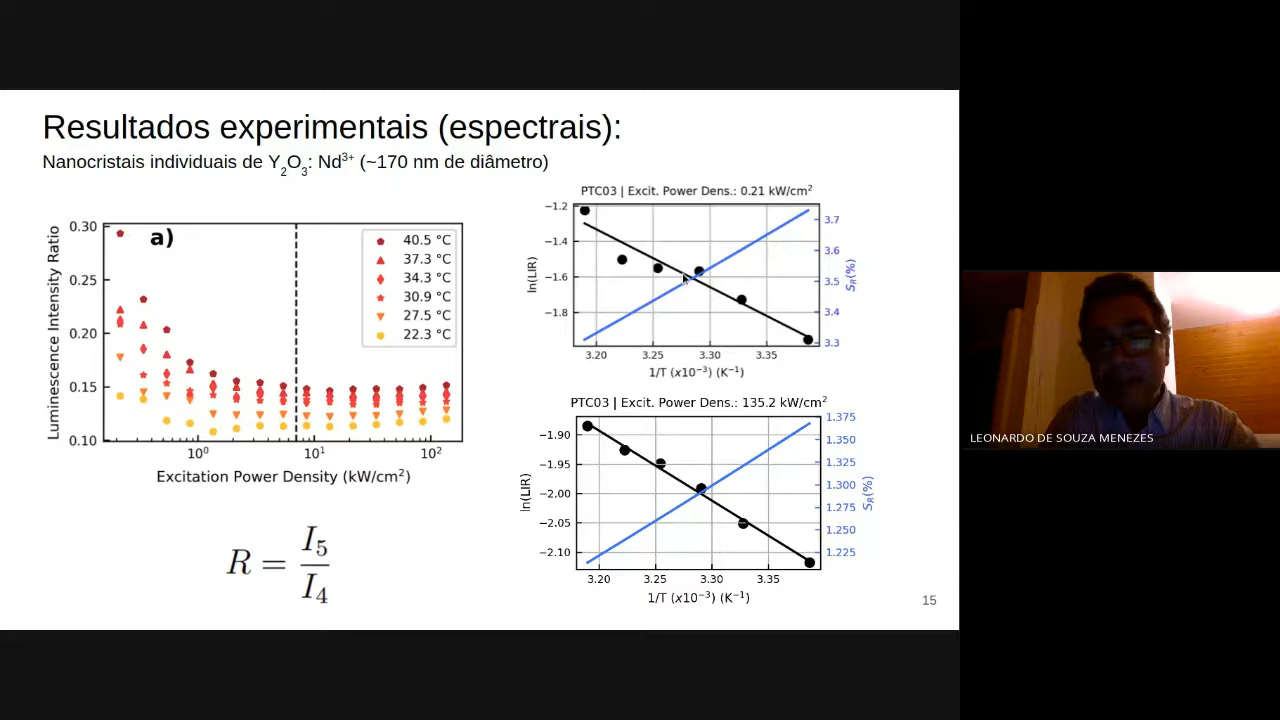 Resultados experimentais (espectrais):
Nanocristais individuais de Y₂O₃: Nd³⁺ (~170 nm de diâmetro)
a)
Luminescence Intensity Ratio
0.30
0.25
0.20
0.15
0.10
40.5 °C
37.3 °C
34.3 °C
30.9 °C
27.5 °C
22.3 °C
10⁰ 10¹ 10²
Excitation Power Density (kW/cm²)
R = I₅ / I₄
PTC03 | Excit. Power Dens.: 0.21 kW/cm²
ln(LIR)
−1.2
−1.4
−1.6
−1.8
3.7
3.6
3.5
3.4
3.3
S_R(%)
3.20 3.25 3.30 3.35
1/T (x10⁻³) (K⁻¹)
PTC03 | Excit. Power Dens.: 135.2 kW/cm²
ln(LIR)
−1.90
−1.95
−2.00
−2.05
−2.10
1.375
1.350
1.325
1.300
1.275
1.250
1.225
S_R(%)
3.20 3.25 3.30 3.35
1/T (x10⁻³) (K⁻¹)
15
LEONARDO DE SOUZA MENEZES